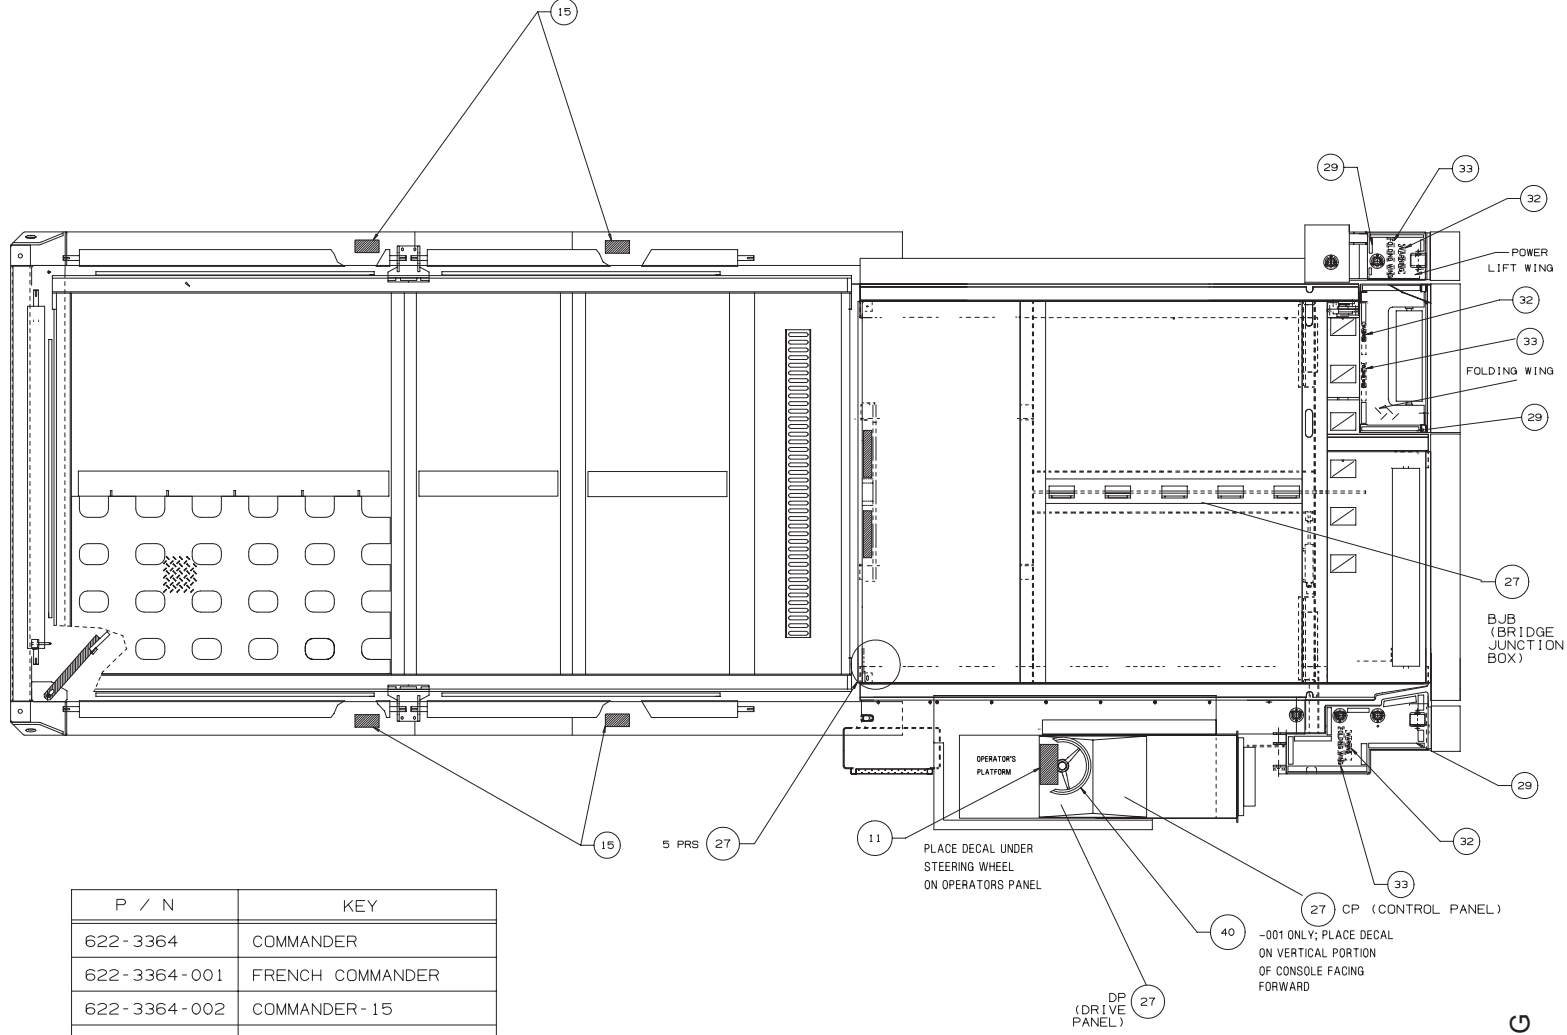 15
29
33
32
POWER
LIFT WING
32
33
FOLDING WING
29
27
BJB
(BRIDGE
JUNCTION
BOX)
OPERATOR'S
PLATFORM
29
15
5 PRS 27
11
PLACE DECAL UNDER
STEERING WHEEL
ON OPERATORS PANEL
32
33
27 CP (CONTROL PANEL)
40
-001 ONLY; PLACE DECAL
ON VERTICAL PORTION
OF CONSOLE FACING
FORWARD
DP
(DRIVE
PANEL)
27
P / N KEY
622-3364 COMMANDER
622-3364-001 FRENCH COMMANDER
622-3364-002 COMMANDER-15
G